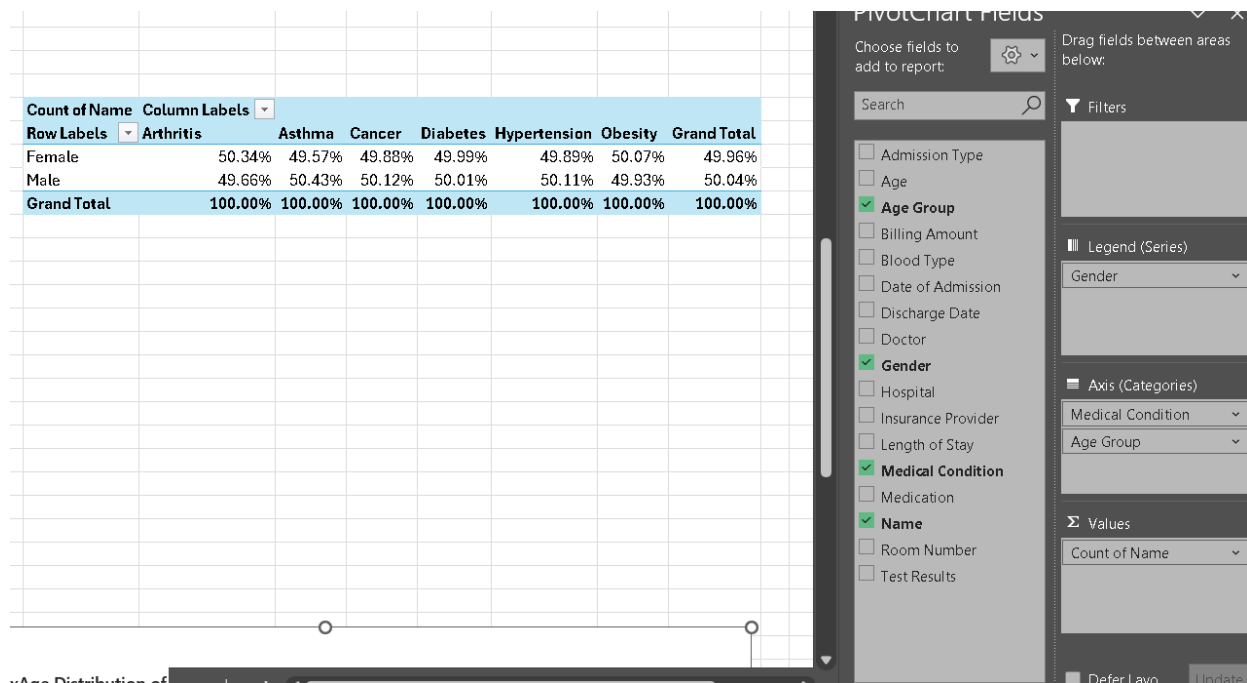 PivotChart Fields
Choose fields to
add to report:
Drag fields between areas
below:
Search
Admission Type
Age
Age Group
Billing Amount
Blood Type
Date of Admission
Discharge Date
Doctor
Gender
Hospital
Insurance Provider
Length of Stay
Medical Condition
Medication
Name
Room Number
Test Results
Filters
Legend (Series)
Gender
Axis (Categories)
Medical Condition
Age Group
Σ Values
Count of Name
Defer Layo
Update
Count of Name Column Labels
Row Labels Arthritis Asthma Cancer Diabetes Hypertension Obesity Grand Total
Female 50.34% 49.57% 49.88% 49.99% 49.89% 50.07% 49.96%
Male 49.66% 50.43% 50.12% 50.01% 50.11% 49.93% 50.04%
Grand Total 100.00% 100.00% 100.00% 100.00% 100.00% 100.00% 100.00%
Age Distribution of